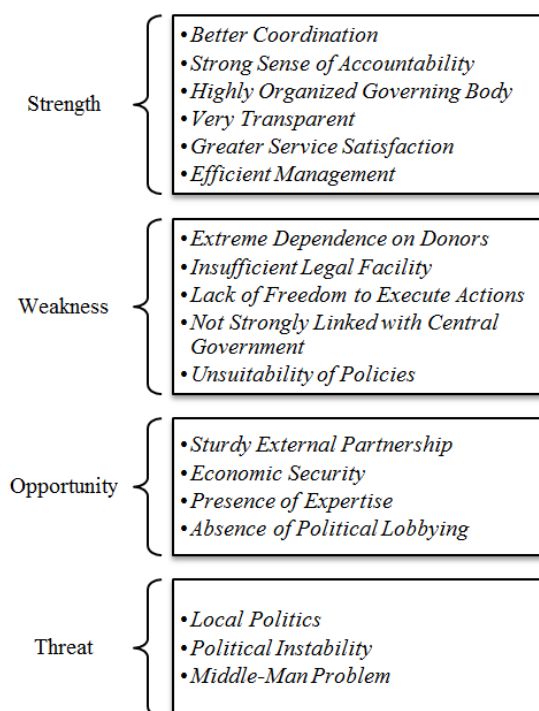 Strength
•Better Coordination
•Strong Sense of Accountability
•Highly Organized Governing Body
•Very Transparent
•Greater Service Satisfaction
•Efficient Management
Weakness
•Extreme Dependence on Donors
•Insufficient Legal Facility
•Lack of Freedom to Execute Actions
•Not Strongly Linked with Central
Government
•Unsuitability of Policies
Opportunity
•Sturdy External Partnership
•Economic Security
•Presence of Expertise
•Absence of Political Lobbying
Threat
•Local Politics
•Political Instability
•Middle-Man Problem